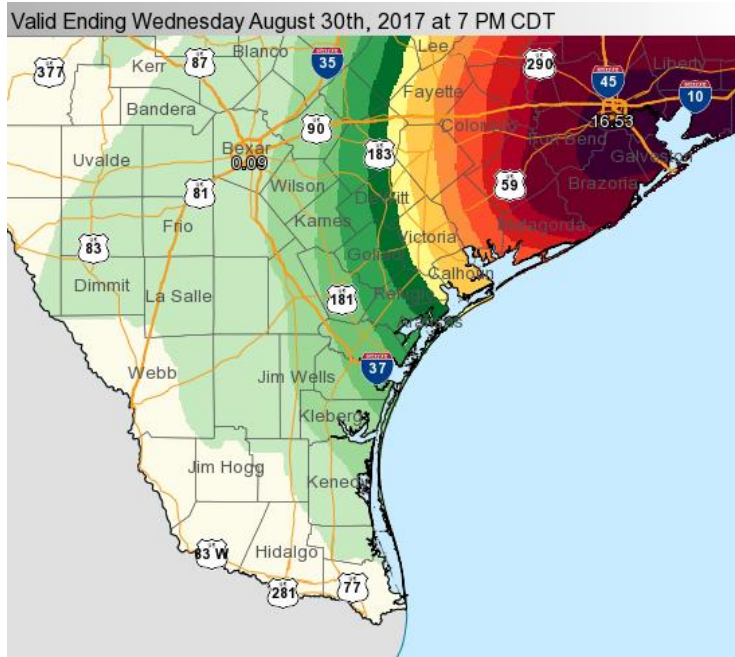 Valid Ending Wednesday August 30th, 2017 at 7 PM CDT
Blanco
Lee
Kerr
87
35
290
Liberty
377
45
10
Bandera
Fayette
90
Colorado
16.53
Fort Bend
Bexar
0.09
183
Galveston
Uvalde
Wilson
59
Brazoria
81
De Witt
Karnes
Matagorda
Frio
Victoria
83
Goliad
Calhoun
Dimmit
La Salle
181
Refugio
Aransas
37
Webb
Jim Wells
Kleberg
Jim Hogg
Kenedy
83 W
Hidalgo
281
77